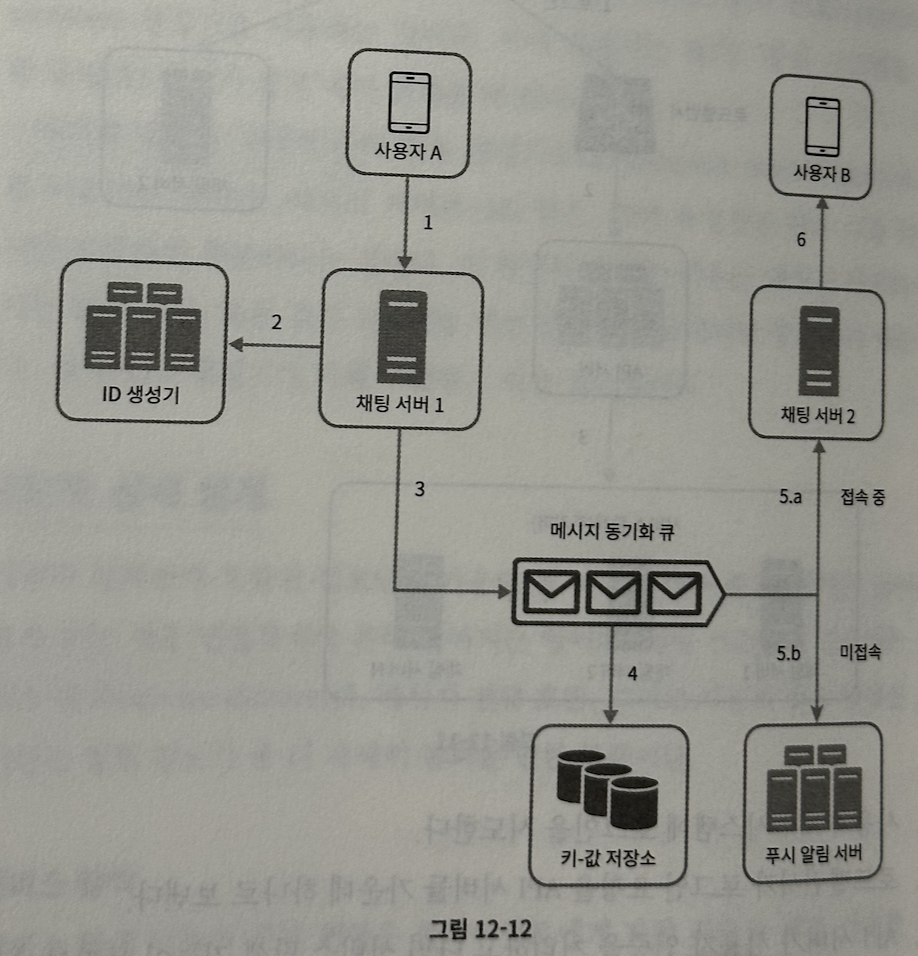 사용자 A
사용자 B
1
6
2
ID 생성기
채팅 서버 1
채팅 서버 2
3
5.a
접속 중
메시지 동기화 큐
5.b
미접속
4
키-값 저장소
푸시 알림 서버
그림 12-12